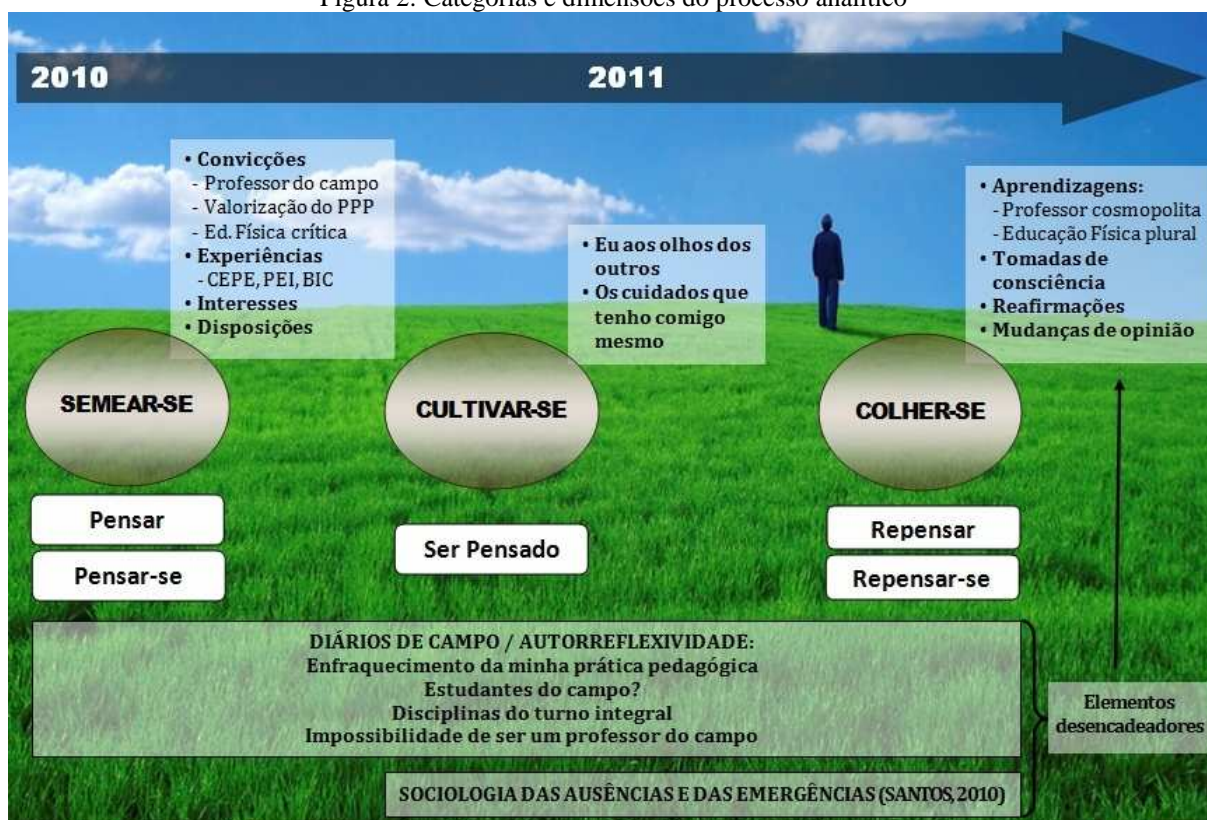 Figura 2: Categorias e dimensões do processo analítico
2010
2011
• Convicções
- Professor do campo
- Valorização do PPP
- Ed. Física crítica
• Experiências
- CEPE, PEI, BIC
• Interesses
• Disposições
• Eu aos olhos dos
outros
• Os cuidados que
tenho comigo
mesmo
• Aprendizagens:
- Professor cosmopolita
- Educação Física plural
• Tomadas de
consciência
• Reafirmações
• Mudanças de opinião
SEMEAR-SE
CULTIVAR-SE
COLHER-SE
Pensar
Pensar-se
Ser Pensado
Repensar
Repensar-se
DIÁRIOS DE CAMPO / AUTORREFLEXIVIDADE:
Enfraquecimento da minha prática pedagógica
Estudantes do campo?
Disciplinas do turno integral
Impossibilidade de ser um professor do campo
Elementos
desencadeadores
SOCIOLOGIA DAS AUSÊNCIAS E DAS EMERGÊNCIAS (SANTOS, 2010)